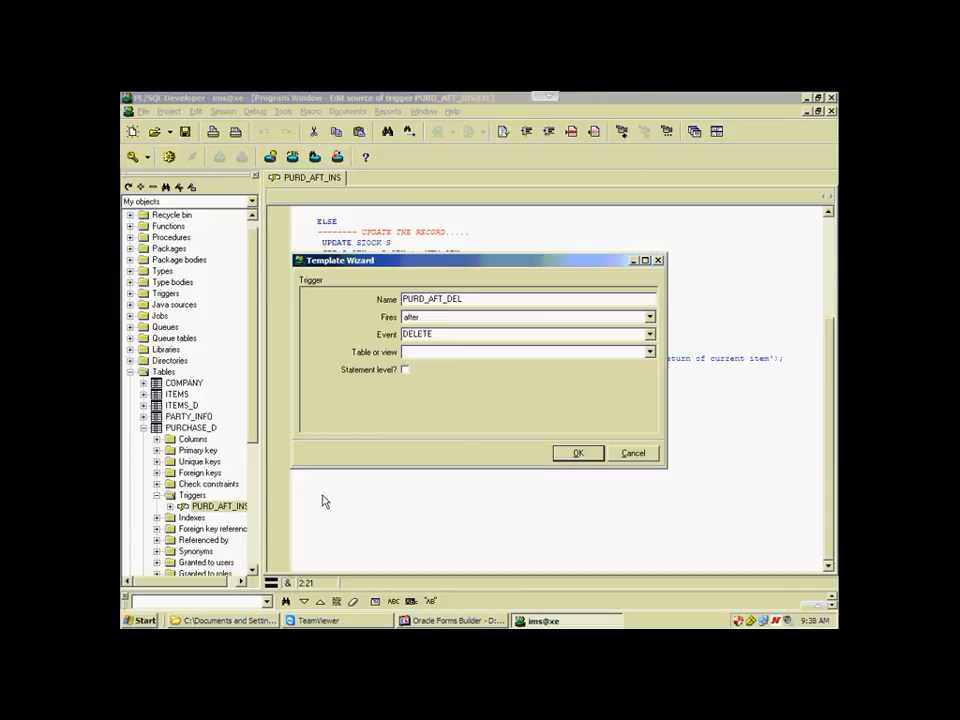 PL/SQL Developer - ims@xe - [Program Window - Edit source of trigger PURD_AFT_INS@XE]
File Project Edit Session Debug Tools Macro Documents Reports Window Help
PURD_AFT_INS
My objects
Recycle bin
Functions
Procedures
Packages
Package bodies
Types
Type bodies
Triggers
Java sources
Jobs
Queues
Queue tables
Libraries
Directories
Tables
COMPANY
ITEMS
ITEMS_D
PARTY_INFO
PURCHASE_D
Columns
Primary key
Unique keys
Foreign keys
Check constraints
Triggers
PURD_AFT_INS
Indexes
Foreign key referenc
Referenced by
Synonyms
Granted to users
Granted to roles
ELSE
-------- UPDATE THE RECORD.....
UPDATE STOCK S
eturn of current item');
Template Wizard
Trigger
Name PURD_AFT_DEL
Fires after
Event DELETE
Table or view
Statement level?
OK Cancel
& 2:21
ABC "AB"
Start C:\Documents and Settin... TeamViewer Oracle Forms Builder - D:... ims@xe 9:38 AM